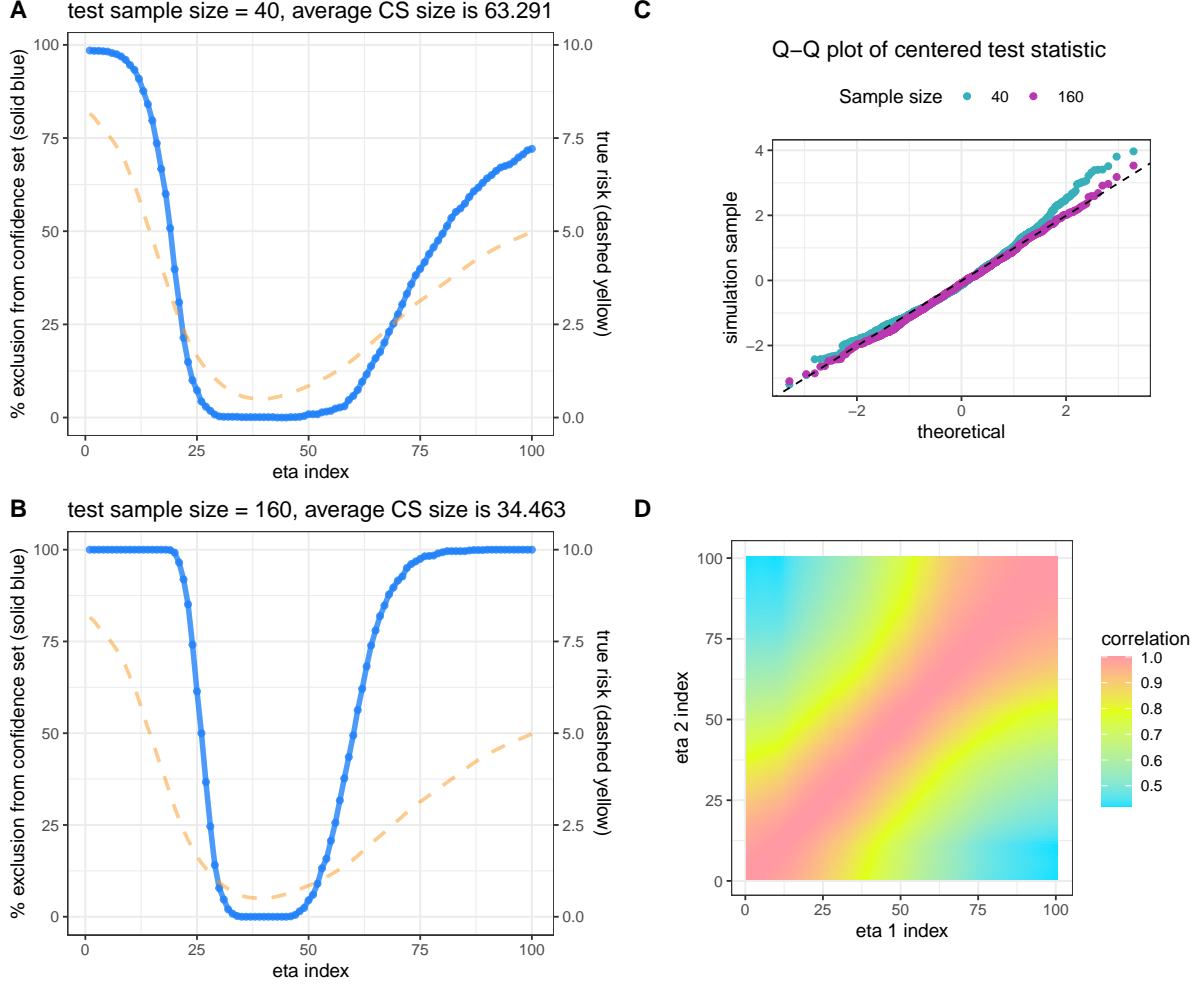 A
test sample size = 40, average CS size is 63.291
% exclusion from confidence set (solid blue)
100
75
50
25
0
10.0
7.5
5.0
2.5
0.0
true risk (dashed yellow)
0 25 50 75 100
eta index
B
test sample size = 160, average CS size is 34.463
% exclusion from confidence set (solid blue)
100
75
50
25
0
10.0
7.5
5.0
2.5
0.0
true risk (dashed yellow)
0 25 50 75 100
eta index
C
Q−Q plot of centered test statistic
Sample size 40 160
simulation sample
4
2
0
−2
−2 0 2
theoretical
D
eta 2 index
100
75
50
25
0
0 25 50 75 100
eta 1 index
correlation
1.0
0.9
0.8
0.7
0.6
0.5